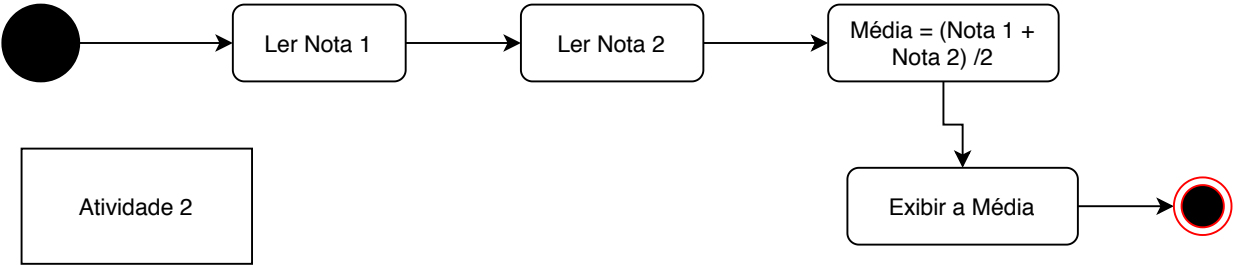 Ler Nota 1
Ler Nota 2
Média = (Nota 1 +
Nota 2) /2
Atividade 2
Exibir a Média